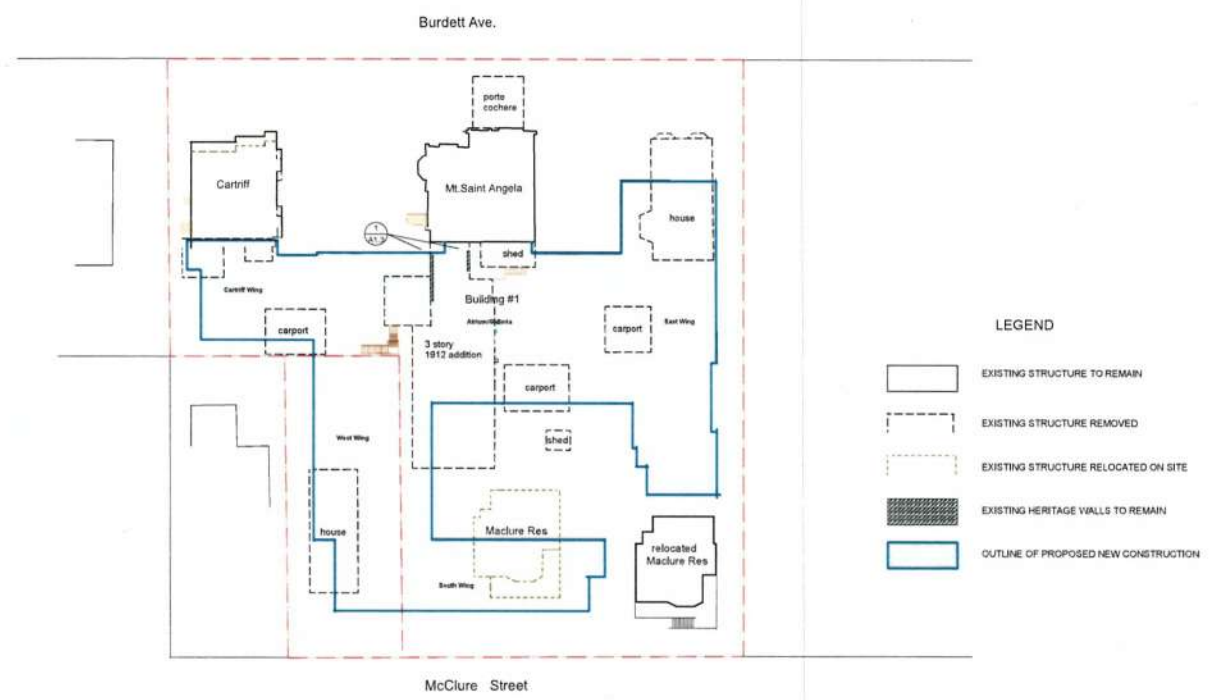 Burdett Ave.
porte
cochere
Cartriff
Mt.Saint Angela
house
1
A1.3
shed
Cartriff Wing
Building #1
carport
3 story
1912 addition
carport
East Wing
carport
shed
West Wing
house
Maclure Res
South Wing
relocated
Maclure Res
McClure Street
LEGEND
EXISTING STRUCTURE TO REMAIN
EXISTING STRUCTURE REMOVED
EXISTING STRUCTURE RELOCATED ON SITE
EXISTING HERITAGE WALLS TO REMAIN
OUTLINE OF PROPOSED NEW CONSTRUCTION